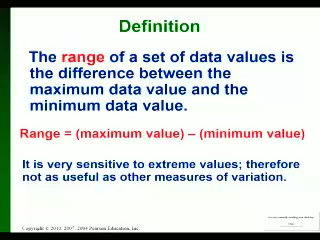 Definition
The range of a set of data values is
the difference between the
maximum data value and the
minimum data value.
Range = (maximum value) – (minimum value)
It is very sensitive to extreme values; therefore
not as useful as other measures of variation.
Copyright © 2010, 2007, 2004 Pearson Education, Inc.